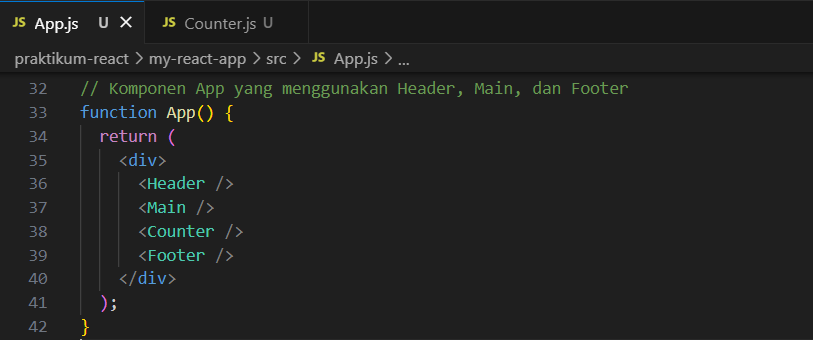 JS App.js U × JS Counter.js U
praktikum-react > my-react-app > src > JS App.js > ...
32 // Komponen App yang menggunakan Header, Main, dan Footer
33 function App() {
34 return (
35 <div>
36 <Header />
37 <Main />
38 <Counter />
39 <Footer />
40 </div>
41 );
42 }